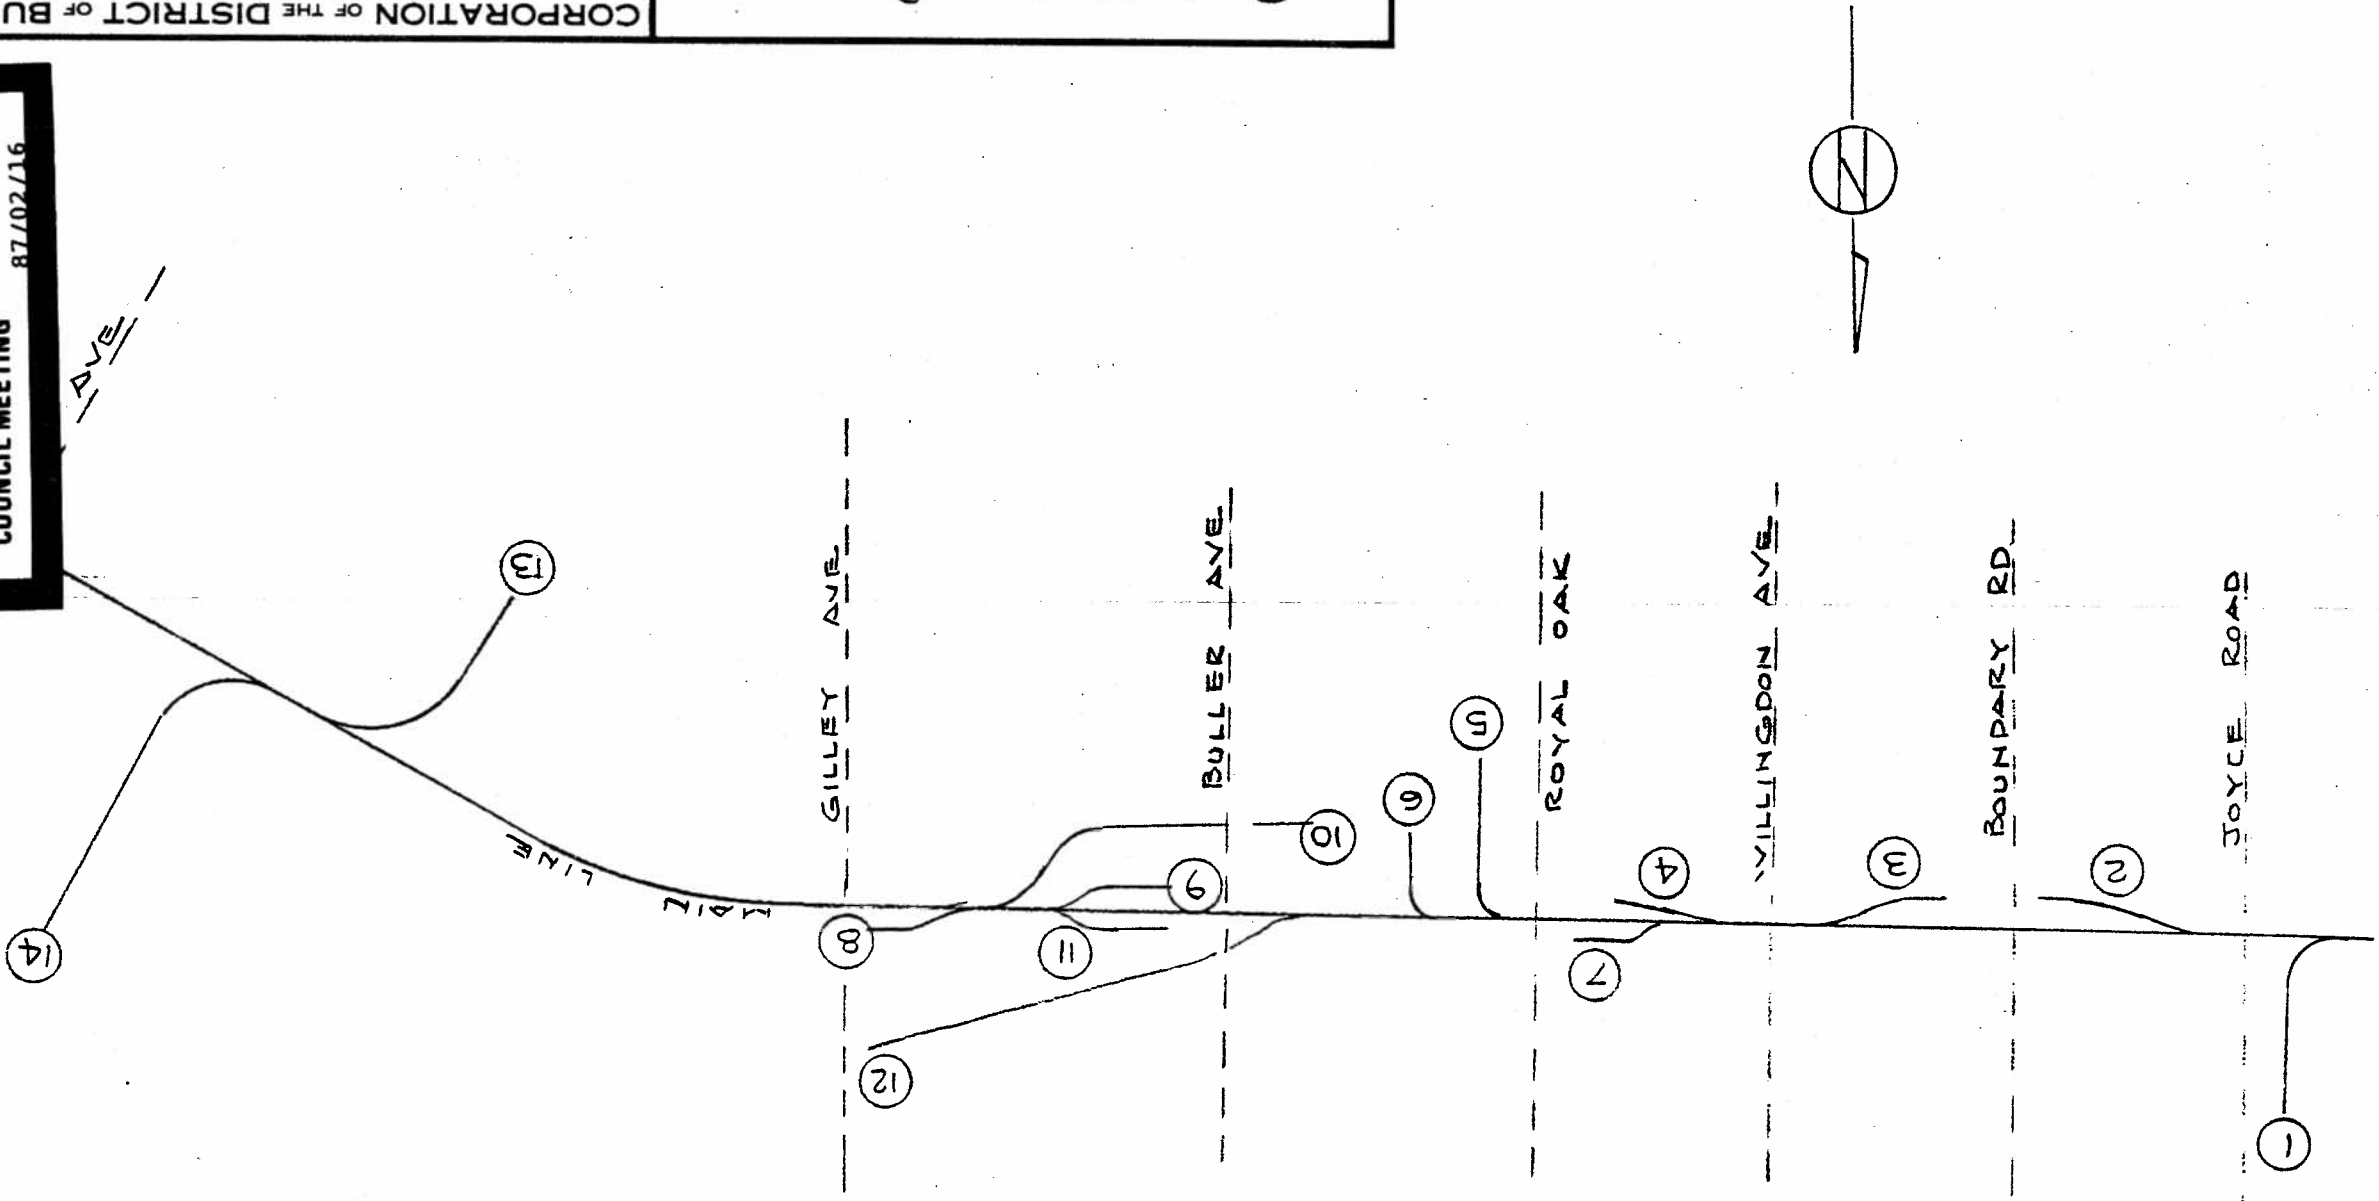 CORPORATION OF THE DISTRICT OF BU
COUNCIL MEETING 87/02/16
AVE
N
GILLEY AVE
BULLER AVE
ROYAL OAK
WILLINGDON AVE
BOUNDARY RD
JOYCE ROAD
MAIN LINE
1
2
3
4
5
6
7
8
9
10
11
12
13
14